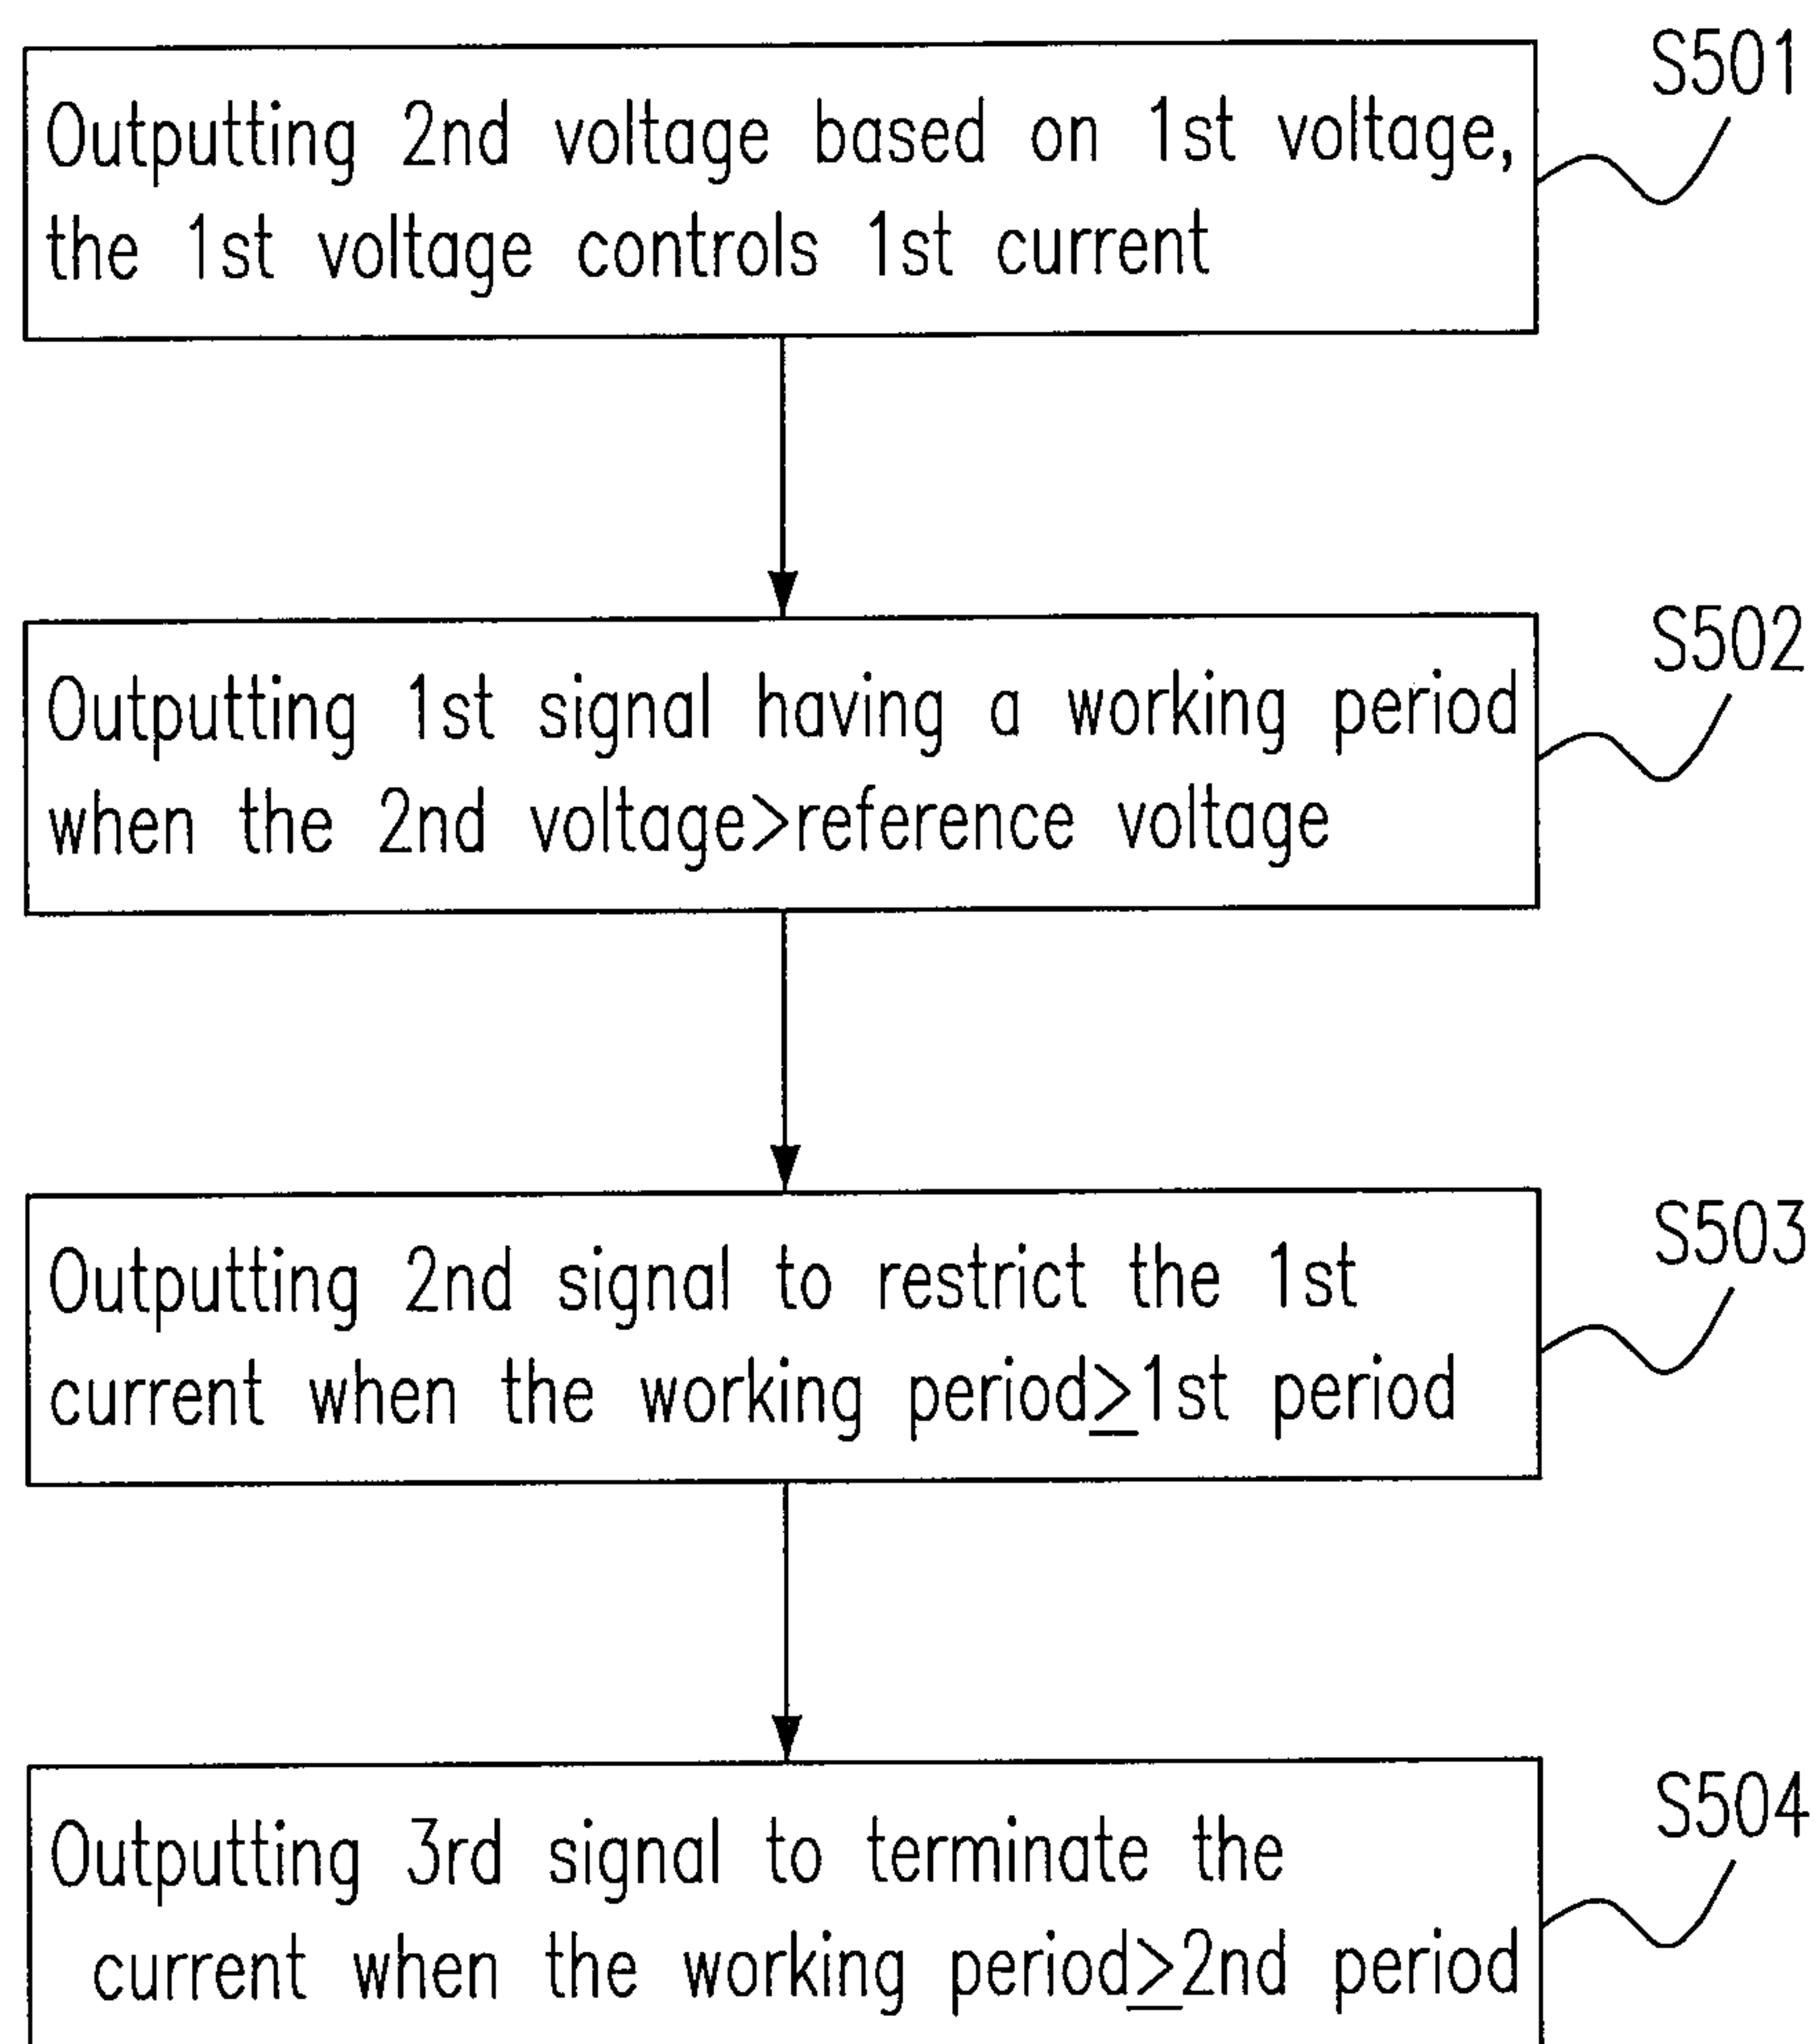 S501
Outputting 2nd voltage based on 1st voltage,
the 1st voltage controls 1st current
S502
Outputting 1st signal having a working period
when the 2nd voltage>reference voltage
S503
Outputting 2nd signal to restrict the 1st
current when the working period≥1st period
S504
Outputting 3rd signal to terminate the
current when the working period≥2nd period